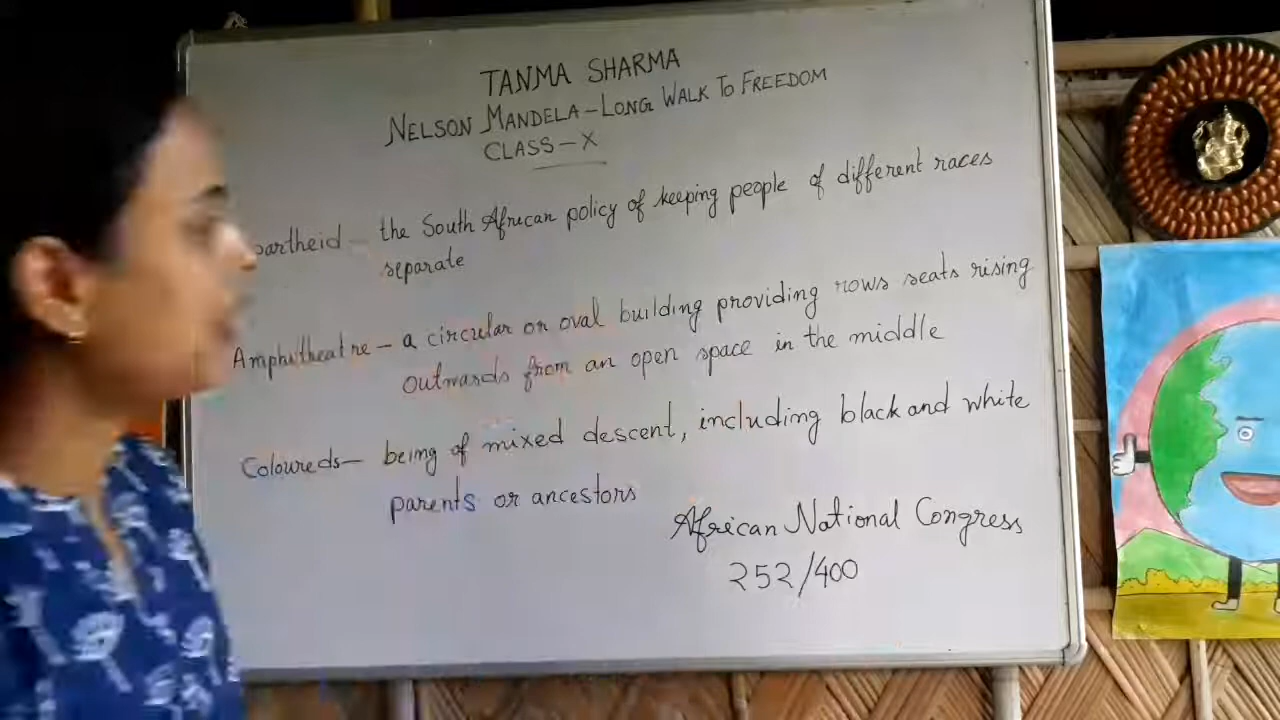 TANMA SHARMA
NELSON MANDELA - LONG WALK TO FREEDOM
CLASS - X
partheid - the South African policy of keeping people of different races
separate
Amphitheatre - a circular or oval building providing rows seats rising
outwards from an open space in the middle
Coloureds - being of mixed descent, including black and white
parents or ancestors
African National Congress
252/400